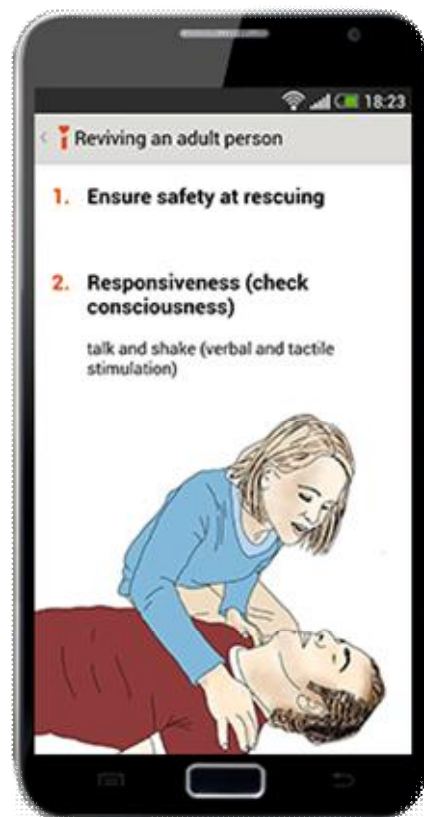 18:23
Reviving an adult person
1. Ensure safety at rescuing
2. Responsiveness (check
consciousness)
talk and shake (verbal and tactile
stimulation)